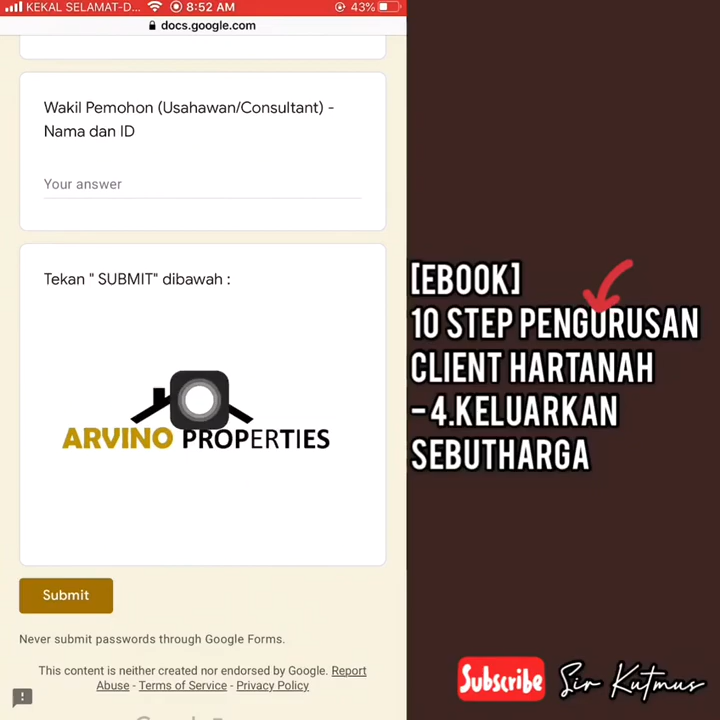 KEKAL SELAMAT-D... 8:52 AM 43%
docs.google.com
Wakil Pemohon (Usahawan/Consultant) -
Nama dan ID
Your answer
Tekan " SUBMIT" dibawah :
ARVINO PROPERTIES
Submit
Never submit passwords through Google Forms.
This content is neither created nor endorsed by Google. Report
Abuse - Terms of Service - Privacy Policy
[EBOOK]
10 STEP PENGURUSAN
CLIENT HARTANAH
- 4.KELUARKAN
SEBUTHARGA
Subscribe Sir Kutmus